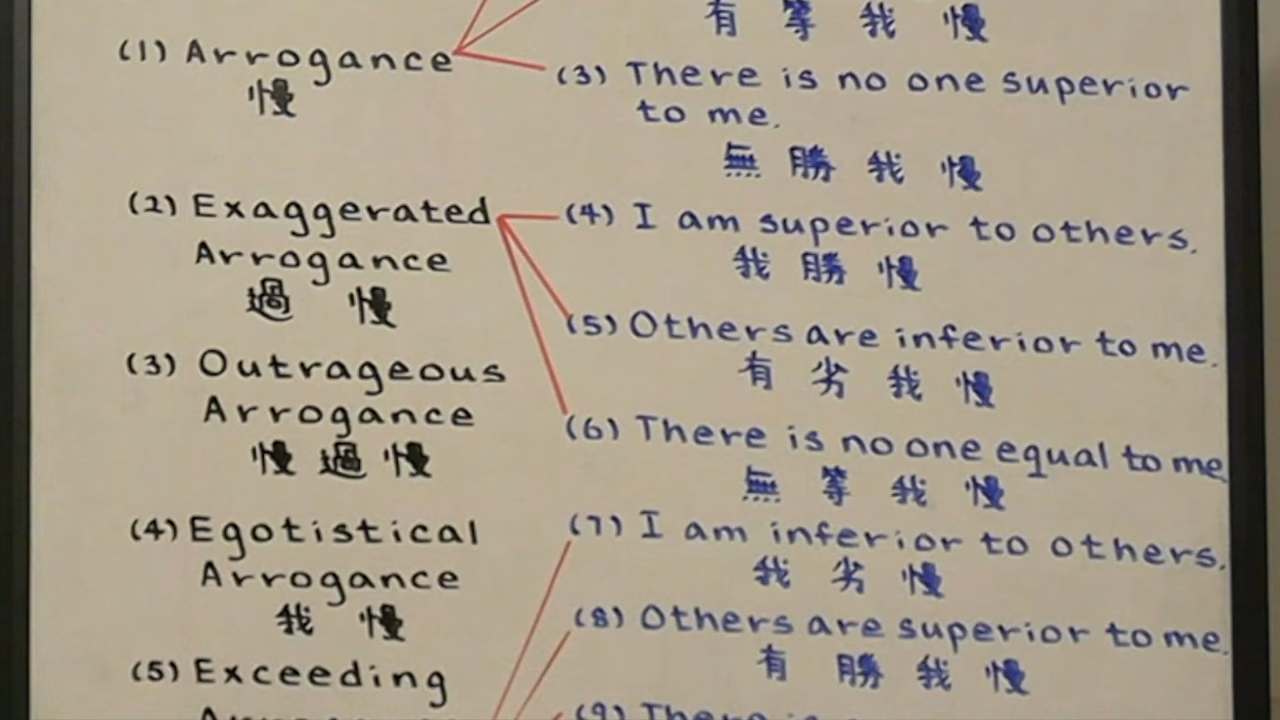 (1) Arrogance
慢
(2) Exaggerated
Arrogance
過 慢
(3) Outrageous
Arrogance
慢 過 慢
(4) Egotistical
Arrogance
我 慢
(5) Exceeding
有 等 我 慢
(3) There is no one superior
to me.
無 勝 我 慢
(4) I am superior to others.
我 勝 慢
(5) Others are inferior to me.
有 劣 我 慢
(6) There is no one equal to me
無 等 我 慢
(7) I am inferior to others.
我 劣 慢
(8) Others are superior to me.
有 勝 我 慢
(9) There is